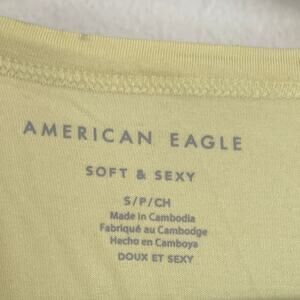 AMERICAN EAGLE
SOFT & SEXY
S/P/CH
Made in Cambodia
Fabriqué au Cambodge
Hecho en Camboya
DOUX ET SEXY